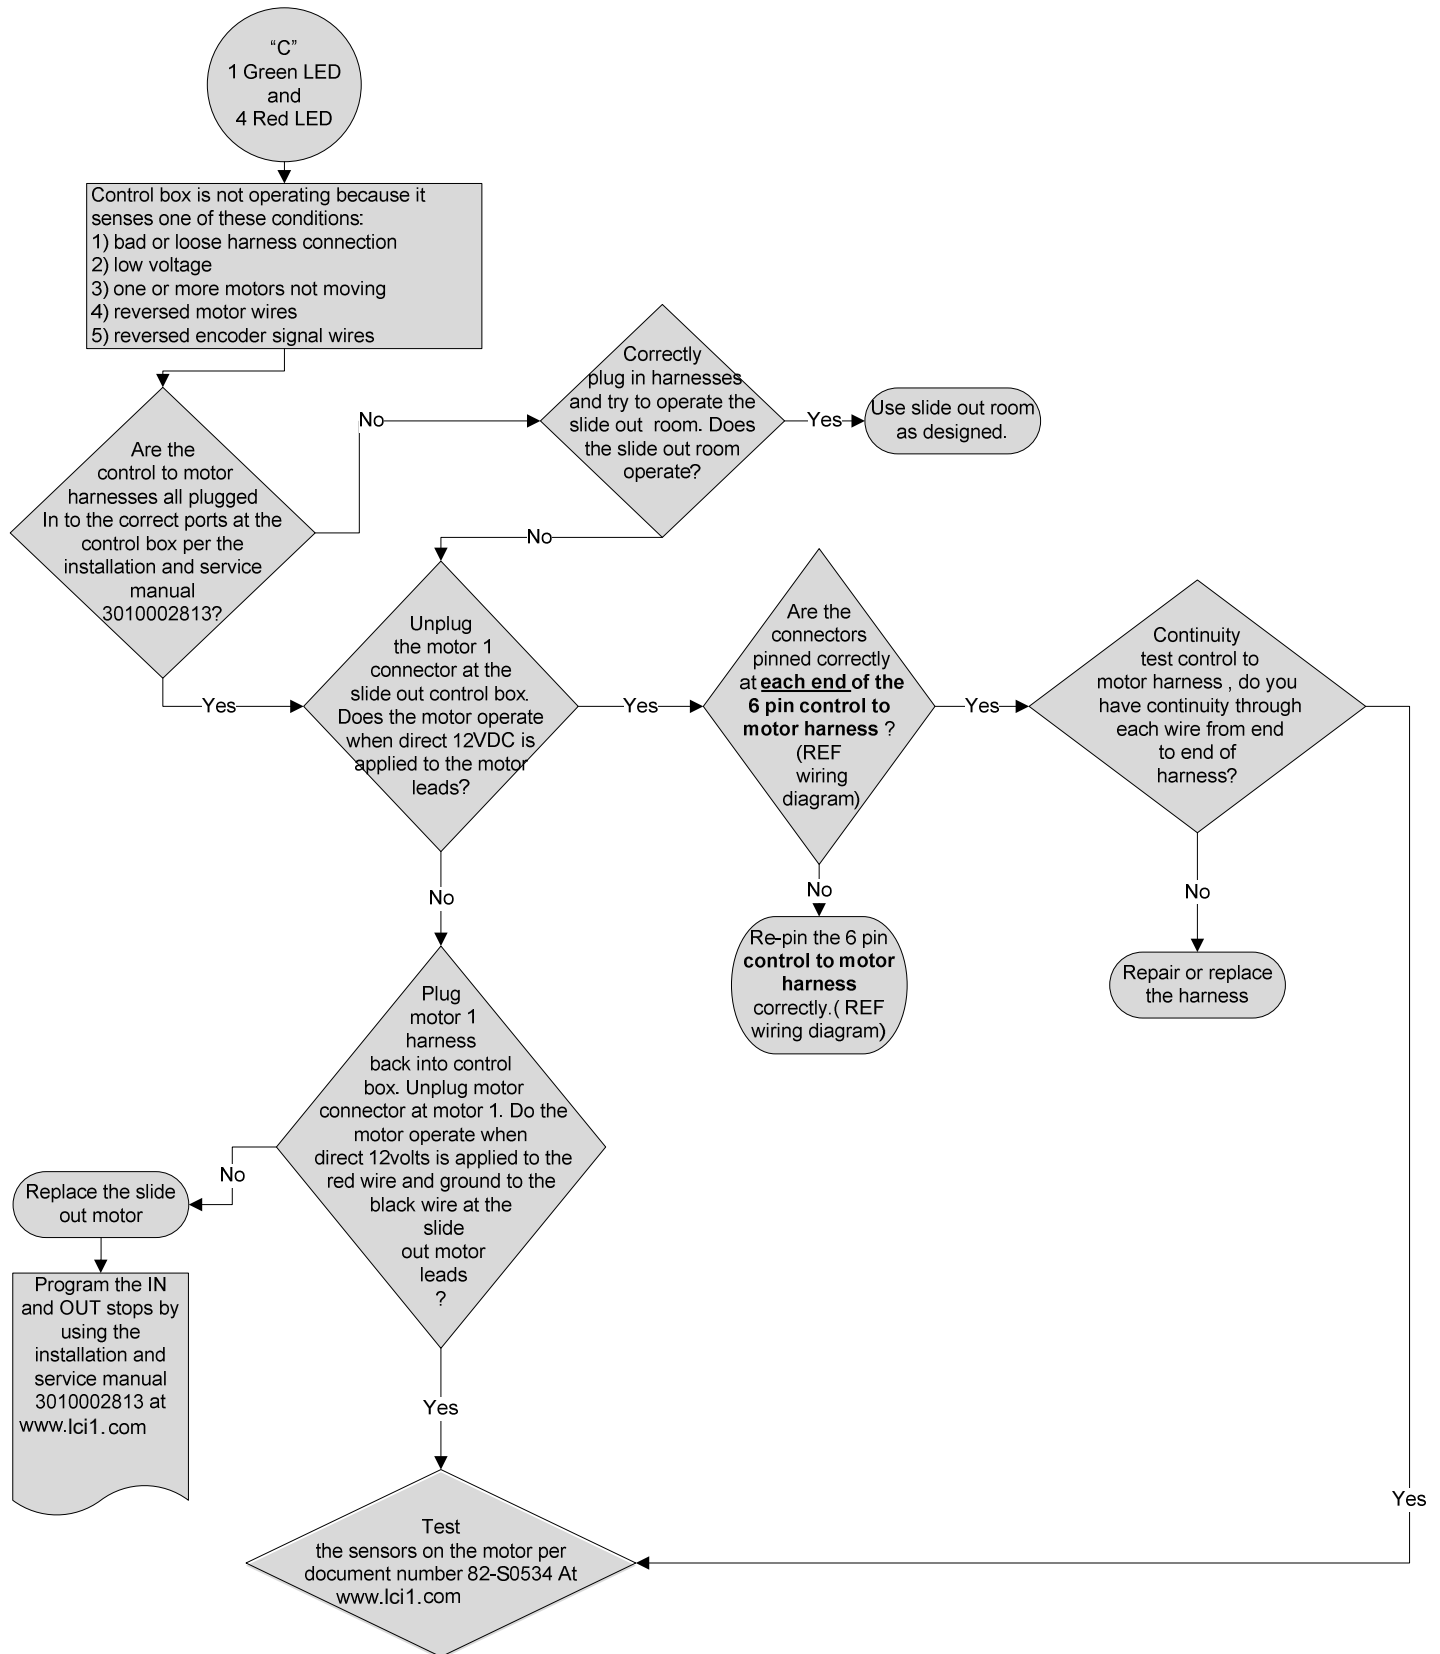 “C”
1 Green LED
and
4 Red LED
Control box is not operating because it
senses one of these conditions:
1) bad or loose harness connection
2) low voltage
3) one or more motors not moving
4) reversed motor wires
5) reversed encoder signal wires
Correctly
plug in harnesses
and try to operate the
slide out room. Does
the slide out room
operate?
Yes
Use slide out room
as designed.
No
Are the
control to motor
harnesses all plugged
In to the correct ports at the
control box per the
installation and service
manual
3010002813?
No
Yes
Unplug
the motor 1
connector at the
slide out control box.
Does the motor operate
when direct 12VDC is
applied to the motor
leads?
Yes
Are the
connectors
pinned correctly
at each end of the
6 pin control to
motor harness ?
(REF
wiring
diagram)
Yes
Continuity
test control to
motor harness , do you
have continuity through
each wire from end
to end of
harness?
No
No
No
Re-pin the 6 pin
control to motor
harness
correctly.( REF
wiring diagram)
Repair or replace
the harness
Plug
motor 1
harness
back into control
box. Unplug motor
connector at motor 1. Do the
motor operate when
direct 12volts is applied to the
red wire and ground to the
black wire at the
slide
out motor
leads
?
No
Replace the slide
out motor
Program the IN
and OUT stops by
using the
installation and
service manual
3010002813 at
www.lci1.com
Yes
Yes
Test
the sensors on the motor per
document number 82-S0534 At
www.lci1.com